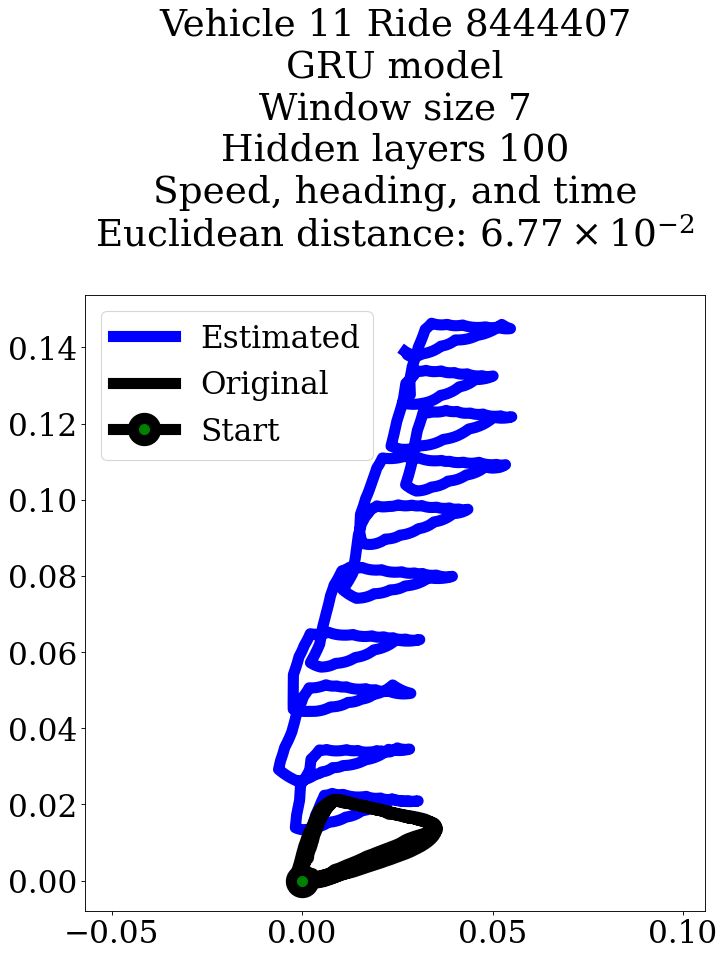 Vehicle 11 Ride 8444407
GRU model
Window size 7
Hidden layers 100
Speed, heading, and time
Euclidean distance: 6.77 × 10⁻²
Estimated
Original
Start
0.14
0.12
0.10
0.08
0.06
0.04
0.02
0.00
−0.05 0.00 0.05 0.10